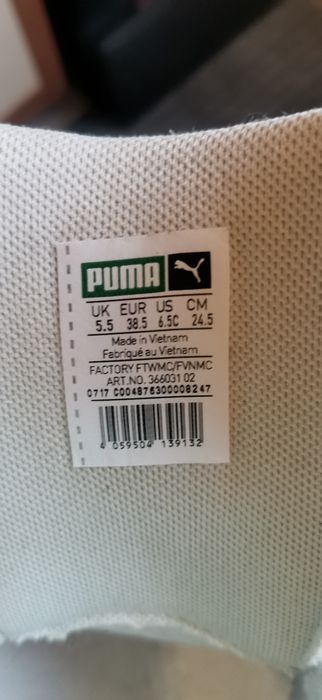 PUMA
UK EUR US CM
5.5 38.5 6.5C 24.5
Made in Vietnam
Fabriqué au Vietnam
FACTORY FTWMC/FVNMC
ART.NO. 366031 02
0717 C004876300008247
4 059504 139132